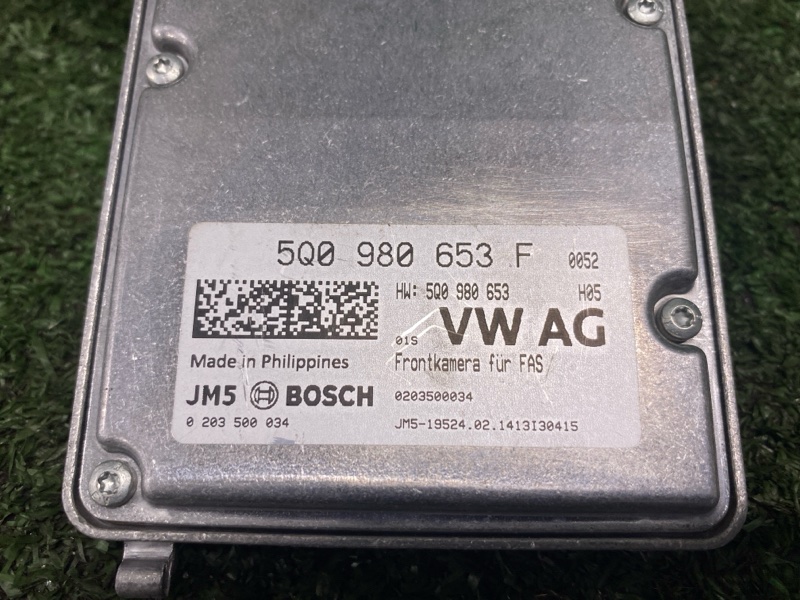 5Q0 980 653 F 0052
HW: 5Q0 980 653 H05
01S VW AG
Made in Philippines Frontkamera für FAS
JM5 BOSCH 0203500034
0 203 500 034 JM5-19524.02.1413I30415